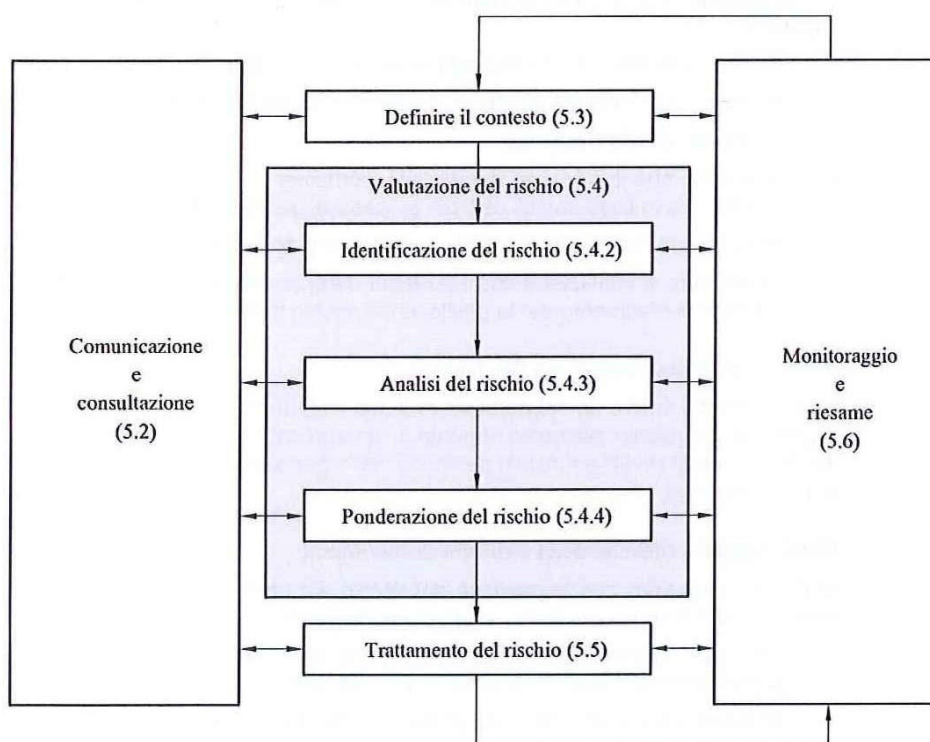 Definire il contesto (5.3)
Valutazione del rischio (5.4)
Identificazione del rischio (5.4.2)
Comunicazione
e
consultazione
(5.2)
Analisi del rischio (5.4.3)
Monitoraggio
e
riesame
(5.6)
Ponderazione del rischio (5.4.4)
Trattamento del rischio (5.5)